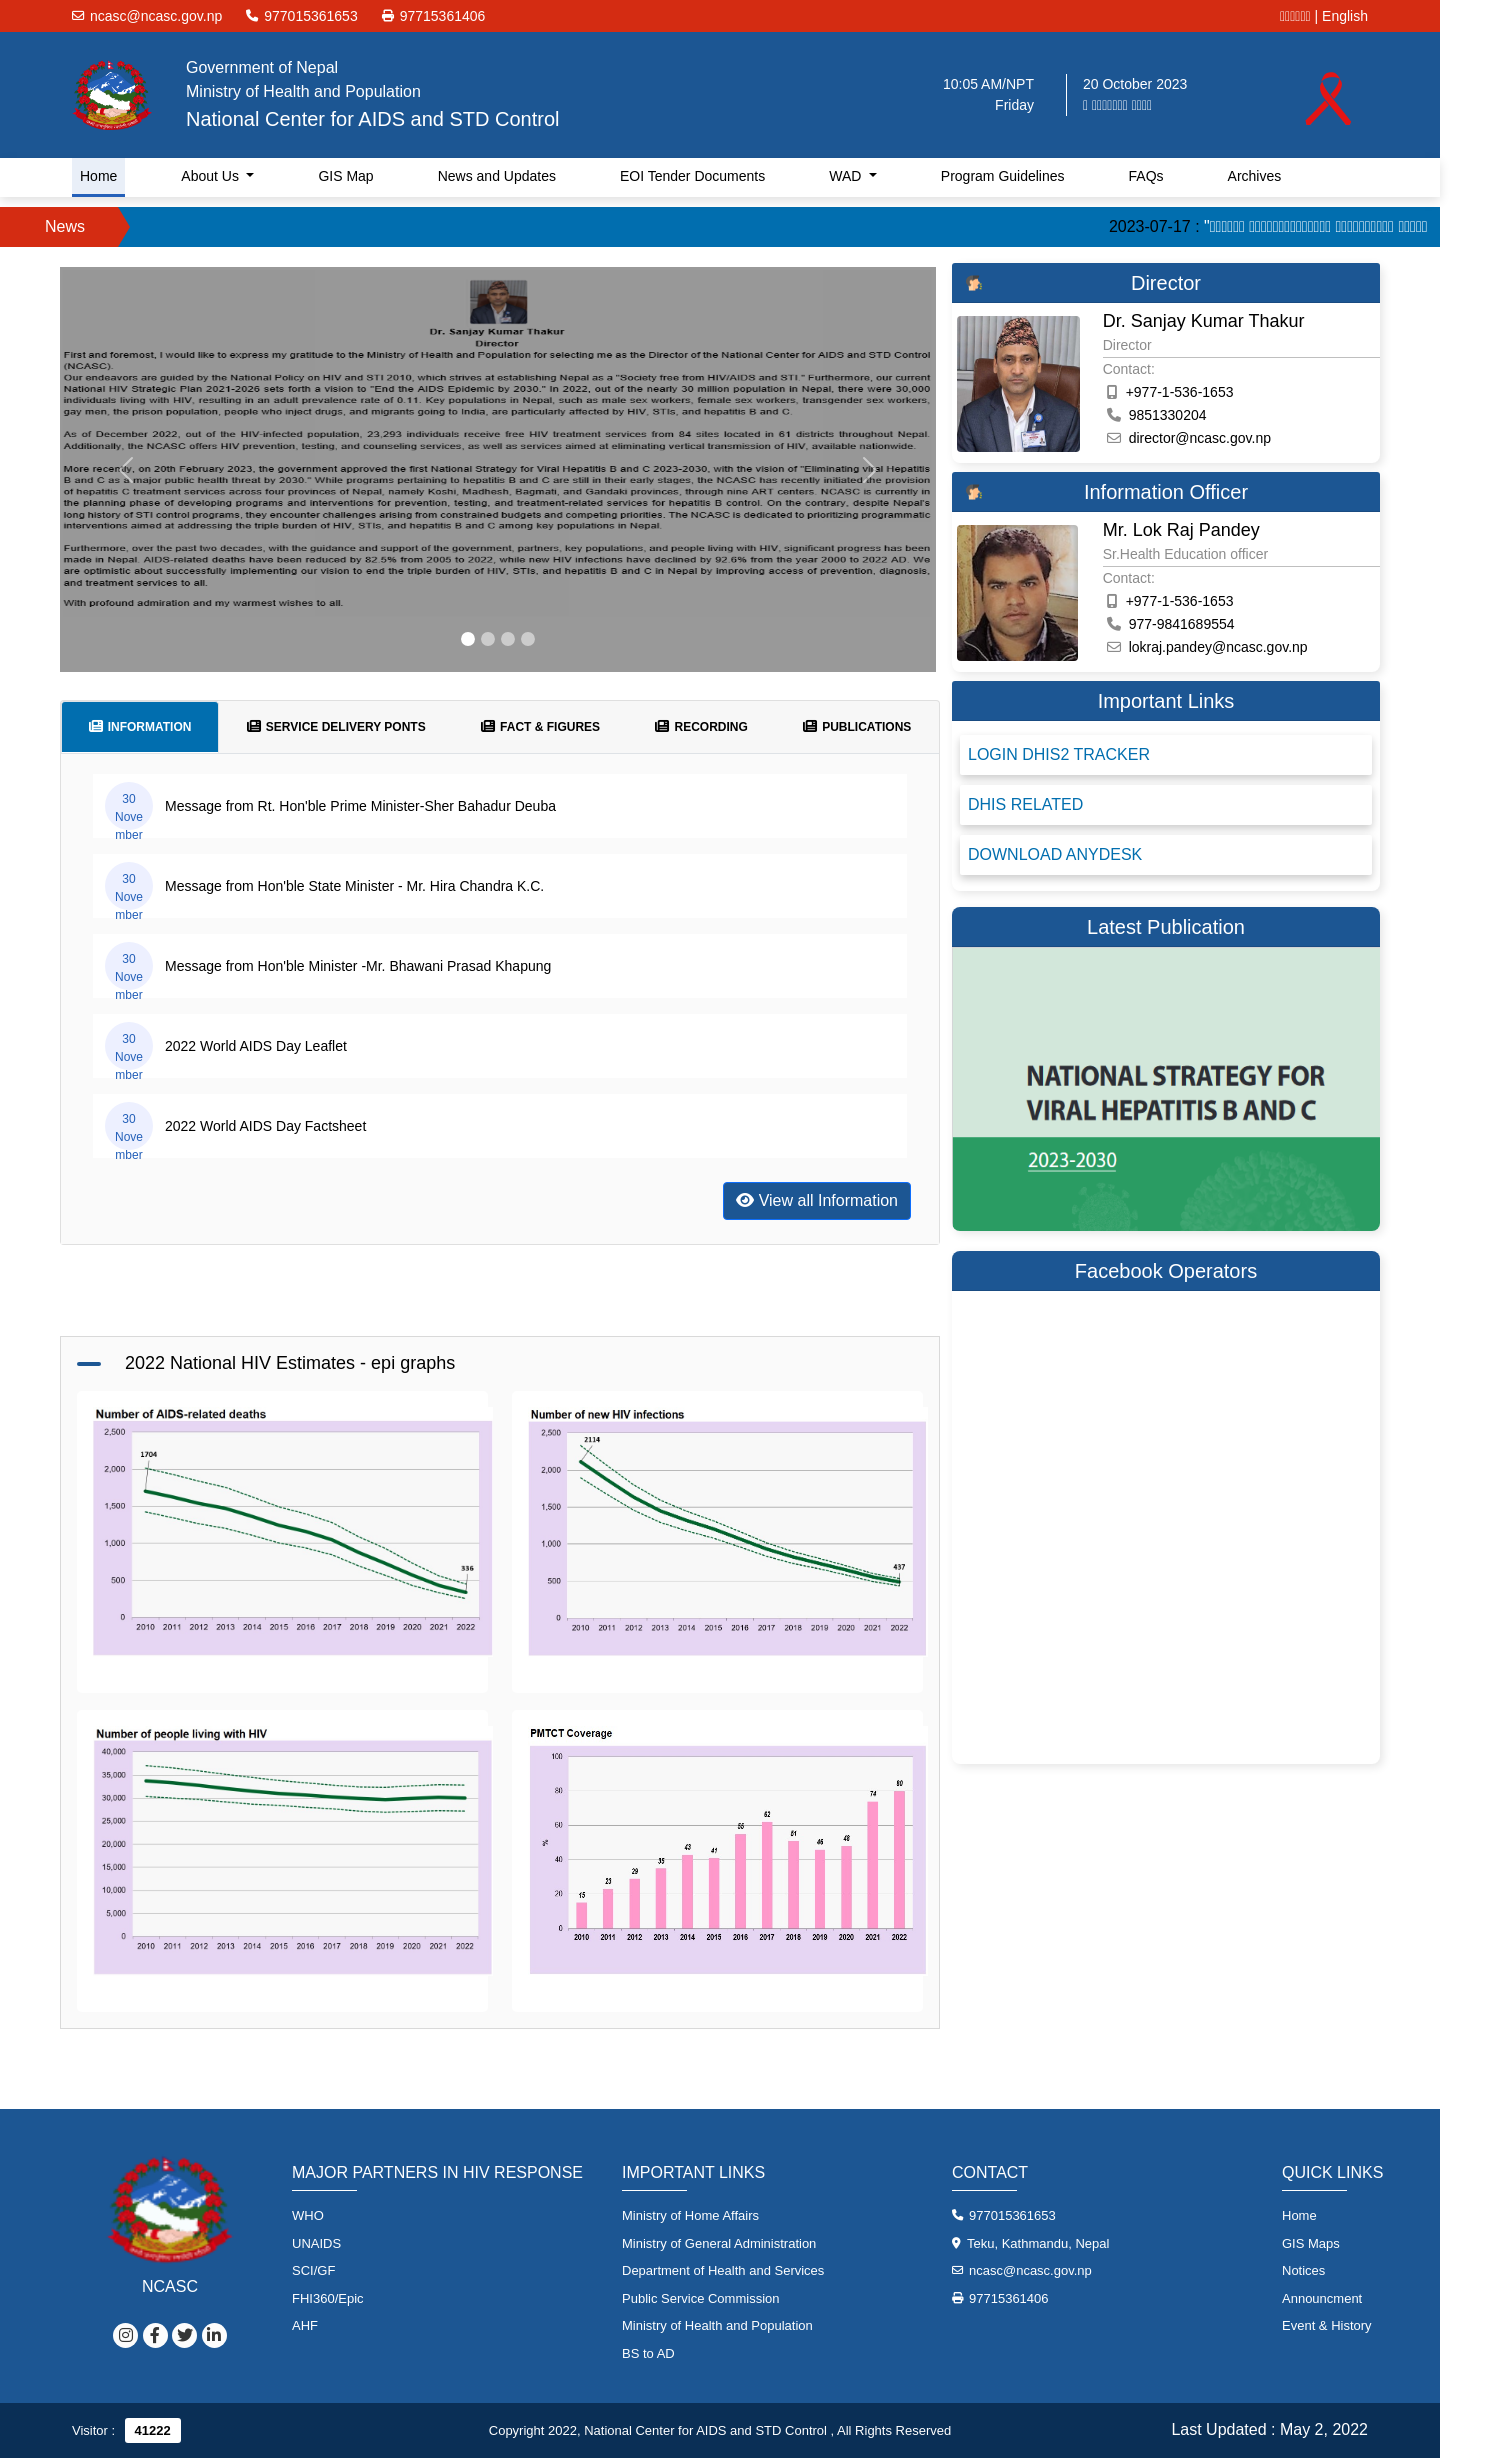 ncasc@ncasc.gov.np 977015361653 97715361406
| English
Government of Nepal
Ministry of Health and Population
National Center for AIDS and STD Control
10:05 AM/NPT
Friday
20 October 2023
Home About Us GIS Map News and Updates EOI Tender Documents WAD Program Guidelines FAQs Archives
News
2023-07-17 : "
Dr. Sanjay Kumar Thakur
Director
First and foremost, I would like to express my gratitude to the Ministry of Health and Population for selecting me as the Director of the National Center for AIDS and STD Control
(NCASC).
Our endeavors are guided by the National Policy on HIV and STI 2010, which strives at establishing Nepal as a "Society free from HIV/AIDS and STI." Furthermore, our current
National HIV Strategic Plan 2021-2026 sets forth a vision to "End the AIDS Epidemic by 2030." In 2022, out of the nearly 30 million population in Nepal, there were 30,000
individuals living with HIV, resulting in an adult prevalence rate of 0.11. Key populations in Nepal, such as male sex workers, female sex workers, transgender sex workers,
gay men, the prison population, people who inject drugs, and migrants going to India, are particularly affected by HIV, STIs, and hepatitis B and C.
As of December 2022, out of the HIV-infected population, 23,293 individuals receive free HIV treatment services from 84 sites located in 61 districts throughout Nepal.
Additionally, the NCASC offers HIV prevention, testing, and counseling services, as well as services aimed at eliminating vertical transmission of HIV, available nationwide.
More recently, on 20th February 2023, the government approved the first National Strategy for Viral Hepatitis B and C 2023-2030, with the vision of "Eliminating viral Hepatitis
B and C as a major public health threat by 2030." While programs pertaining to hepatitis B and C are still in their early stages, the NCASC has recently initiated the provision
of hepatitis C treatment services across four provinces of Nepal, namely Koshi, Madhesh, Bagmati, and Gandaki provinces, through nine ART centers. NCASC is currently in
the planning phase of developing programs and interventions for prevention, testing, and treatment-related services for hepatitis B control. On the contrary, despite Nepal's
long history of STI control programs, we encounter challenges arising from constrained budgets and competing priorities. The NCASC is dedicated to prioritizing programmatic
interventions aimed at addressing the triple burden of HIV, STIs, and hepatitis B and C among key populations in Nepal.
Furthermore, over the past two decades, with the guidance and support of the government, partners, key populations, and people living with HIV, significant progress has been
made in Nepal. AIDS-related deaths have been reduced by 82.5% from 2005 to 2022, while new HIV infections have declined by 92.6% from the year 2000 to 2022 AD. We
are optimistic about successfully implementing our vision to end the triple burden of HIV, STIs, and hepatitis B and C in Nepal by improving access of prevention, diagnosis,
and treatment services to all.
With profound admiration and my warmest wishes to all.
Director
Dr. Sanjay Kumar Thakur
Director
Contact:
+977-1-536-1653
9851330204
director@ncasc.gov.np
Information Officer
Mr. Lok Raj Pandey
Sr.Health Education officer
Contact:
+977-1-536-1653
977-9841689554
lokraj.pandey@ncasc.gov.np
Important Links
LOGIN DHIS2 TRACKER
DHIS RELATED
DOWNLOAD ANYDESK
INFORMATION SERVICE DELIVERY PONTS FACT & FIGURES RECORDING PUBLICATIONS
30
Nove
mber
Message from Rt. Hon'ble Prime Minister-Sher Bahadur Deuba
30
Nove
mber
Message from Hon'ble State Minister - Mr. Hira Chandra K.C.
30
Nove
mber
Message from Hon'ble Minister -Mr. Bhawani Prasad Khapung
30
Nove
mber
2022 World AIDS Day Leaflet
30
Nove
mber
2022 World AIDS Day Factsheet
View all Information
Latest Publication
NATIONAL STRATEGY FOR
VIRAL HEPATITIS B AND C
2023-2030
Facebook Operators
2022 National HIV Estimates - epi graphs
Number of AIDS-related deaths
2,500
2,000
1,500
1,000
500
0
1704
336
2010 2011 2012 2013 2014 2015 2016 2017 2018 2019 2020 2021 2022
Number of new HIV infections
2,500
2,000
1,500
1,000
500
0
2114
437
2010 2011 2012 2013 2014 2015 2016 2017 2018 2019 2020 2021 2022
Number of people living with HIV
40,000
35,000
30,000
25,000
20,000
15,000
10,000
5,000
0
2010 2011 2012 2013 2014 2015 2016 2017 2018 2019 2020 2021 2022
PMTCT Coverage
%
100
80
60
40
20
0
15 23 29 35 43 41 55 62 51 46 48 74 80
2010 2011 2012 2013 2014 2015 2016 2017 2018 2019 2020 2021 2022
NCASC
MAJOR PARTNERS IN HIV RESPONSE
WHO
UNAIDS
SCI/GF
FHI360/Epic
AHF
IMPORTANT LINKS
Ministry of Home Affairs
Ministry of General Administration
Department of Health and Services
Public Service Commission
Ministry of Health and Population
BS to AD
CONTACT
977015361653
Teku, Kathmandu, Nepal
ncasc@ncasc.gov.np
97715361406
QUICK LINKS
Home
GIS Maps
Notices
Announcment
Event & History
Visitor : 41222
Copyright 2022, National Center for AIDS and STD Control , All Rights Reserved
Last Updated : May 2, 2022